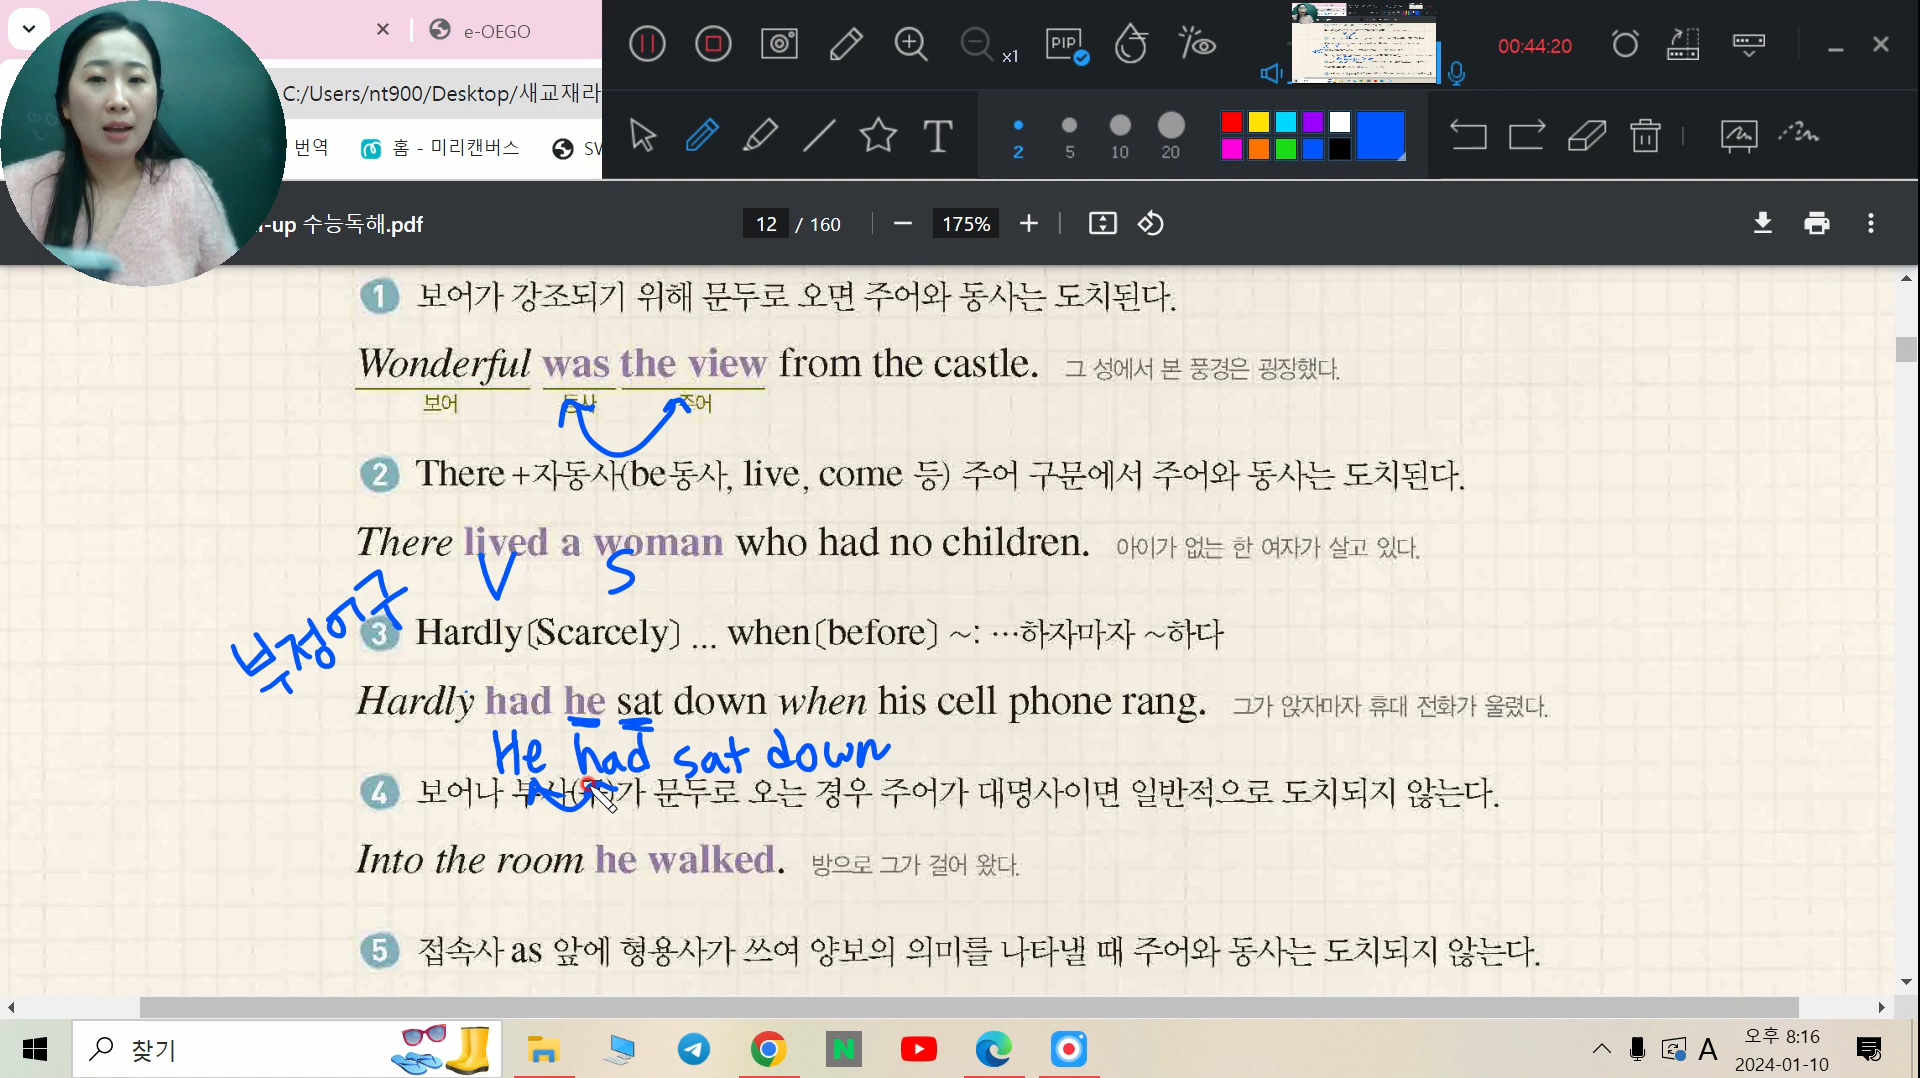 e-OEGO
x1
PIP
00:44:20
C:/Users/nt900/Desktop/새교재라
번역 홈 - 미리캔버스 SW
2 5 10 20
-up 수능독해.pdf
12 / 160
175%
1 보어가 강조되기 위해 문두로 오면 주어와 동사는 도치된다.
Wonderful was the view from the castle. 그 성에서 본 풍경은 굉장했다.
보어 동사 주어
2 There+자동사(be동사, live, come 등) 주어 구문에서 주어와 동사는 도치된다.
There lived a woman who had no children. 아이가 없는 한 여자가 살고 있다.
V S
부정어구
3 Hardly〔Scarcely〕 ... when〔before〕 ~: …하자마자 ~하다
Hardly had he sat down when his cell phone rang. 그가 앉자마자 휴대 전화가 울렸다.
He had sat down
4 보어나 부사(구)가 문두로 오는 경우 주어가 대명사이면 일반적으로 도치되지 않는다.
Into the room he walked. 방으로 그가 걸어 왔다.
5 접속사 as 앞에 형용사가 쓰여 양보의 의미를 나타낼 때 주어와 동사는 도치되지 않는다.
찾기
N
A
오후 8:16
2024-01-10